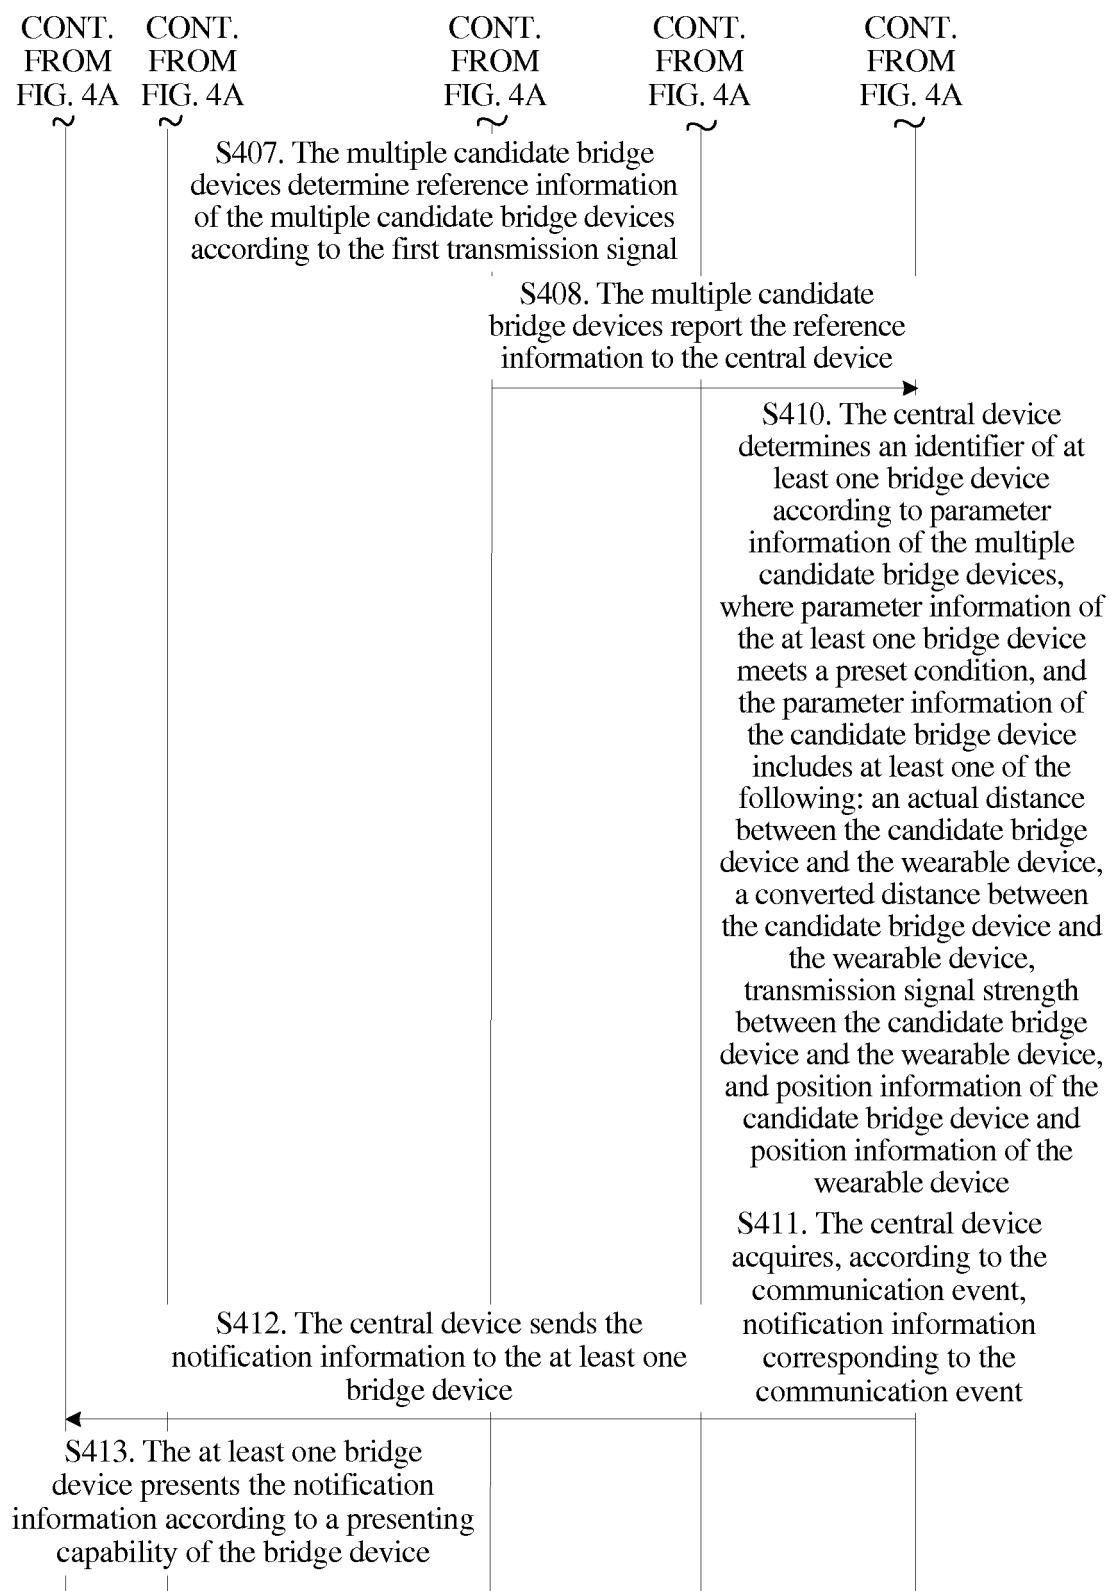 CONT. CONT. CONT. CONT. CONT.
FROM FROM FROM FROM FROM
FIG. 4A FIG. 4A FIG. 4A FIG. 4A FIG. 4A
S407. The multiple candidate bridge
devices determine reference information
of the multiple candidate bridge devices
according to the first transmission signal
S408. The multiple candidate
bridge devices report the reference
information to the central device
S410. The central device
determines an identifier of at
least one bridge device
according to parameter
information of the multiple
candidate bridge devices,
where parameter information of
the at least one bridge device
meets a preset condition, and
the parameter information of
the candidate bridge device
includes at least one of the
following: an actual distance
between the candidate bridge
device and the wearable device,
a converted distance between
the candidate bridge device and
the wearable device,
transmission signal strength
between the candidate bridge
device and the wearable device,
and position information of the
candidate bridge device and
position information of the
wearable device
S411. The central device
acquires, according to the
communication event,
notification information
corresponding to the
communication event
S412. The central device sends the
notification information to the at least one
bridge device
S413. The at least one bridge
device presents the notification
information according to a presenting
capability of the bridge device